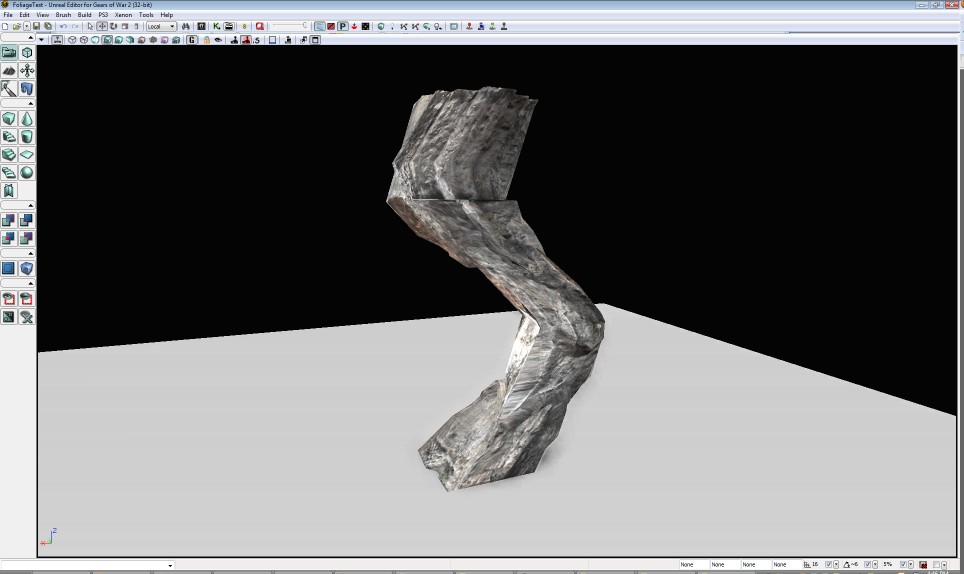 FoliageTest - Unreal Editor for Gears of War 2 (32-bit)
File Edit View Brush Build PS3 Xenon Tools Help
Local
P
G
.5
Z
X
None None None None 16 ~6 5%